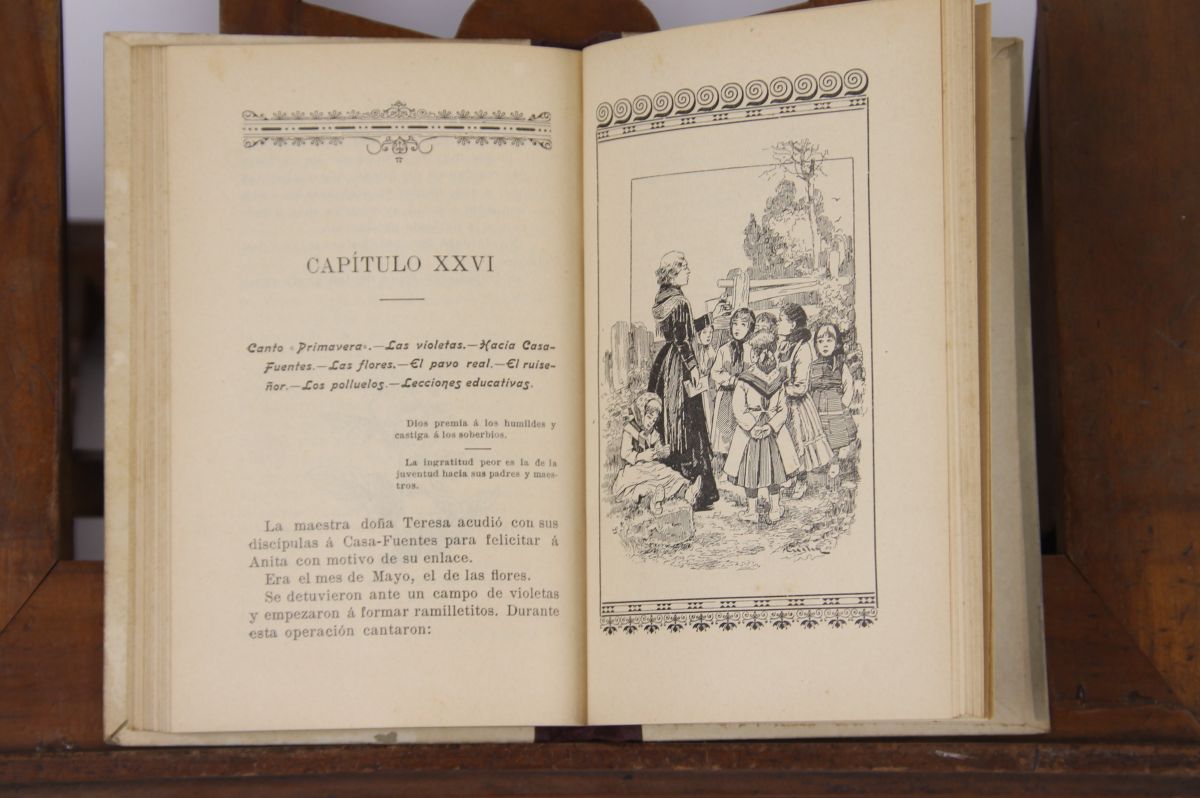 CAPÍTULO XXVI
Canto «Primavera».—Las violetas.—Hacia Casa-
Fuentes.—Las flores.—El pavo real.—El ruise-
ñor.—Los polluelos.—Lecciones educativas.
Dios premia á los humildes y
castiga á los soberbios.
La ingratitud peor es la de la
juventud hacia sus padres y maes-
tros.
La maestra doña Teresa acudió con sus
discípulas á Casa-Fuentes para felicitar á
Anita con motivo de su enlace.
Era el mes de Mayo, el de las flores.
Se detuvieron ante un campo de violetas
y empezaron á formar ramilletitos. Durante
esta operación cantaron: